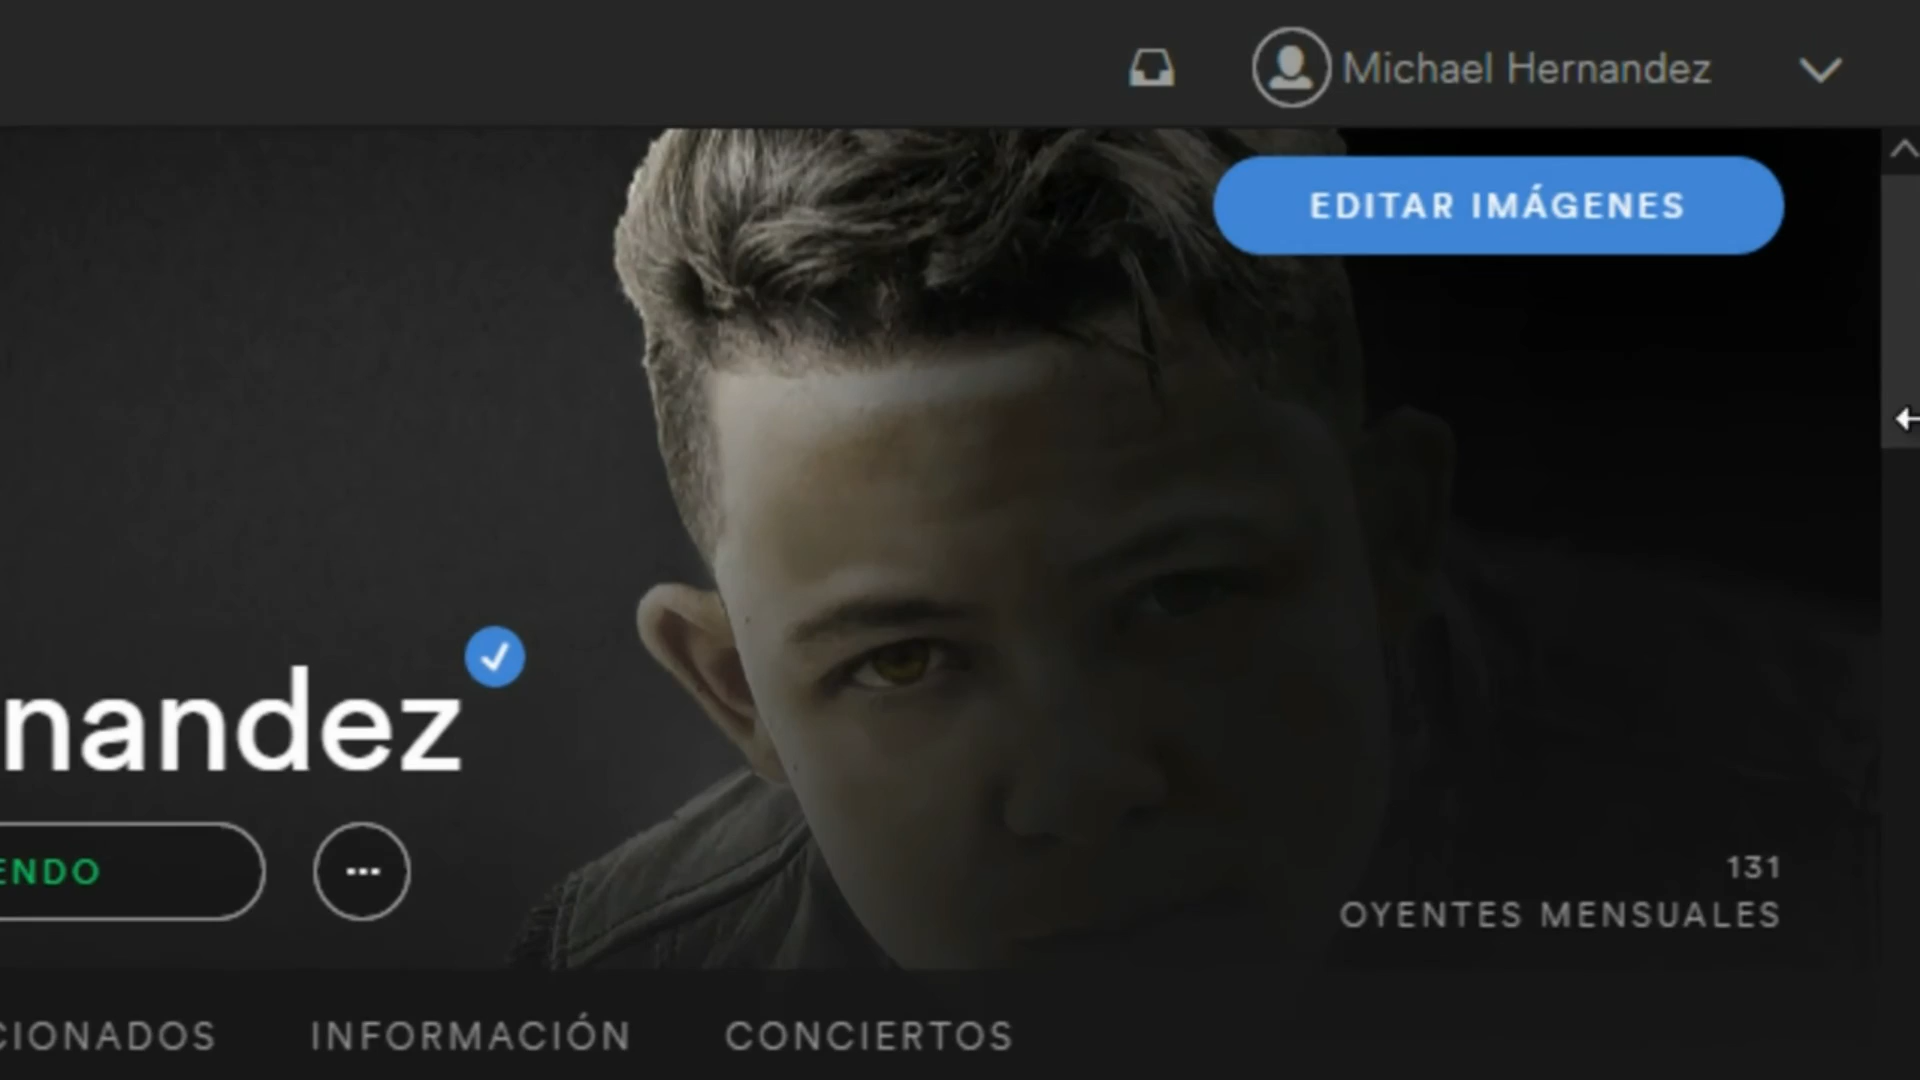 Michael Hernandez
EDITAR IMÁGENES
nandez
ENDO
131
OYENTES MENSUALES
CIONADOS INFORMACIÓN CONCIERTOS